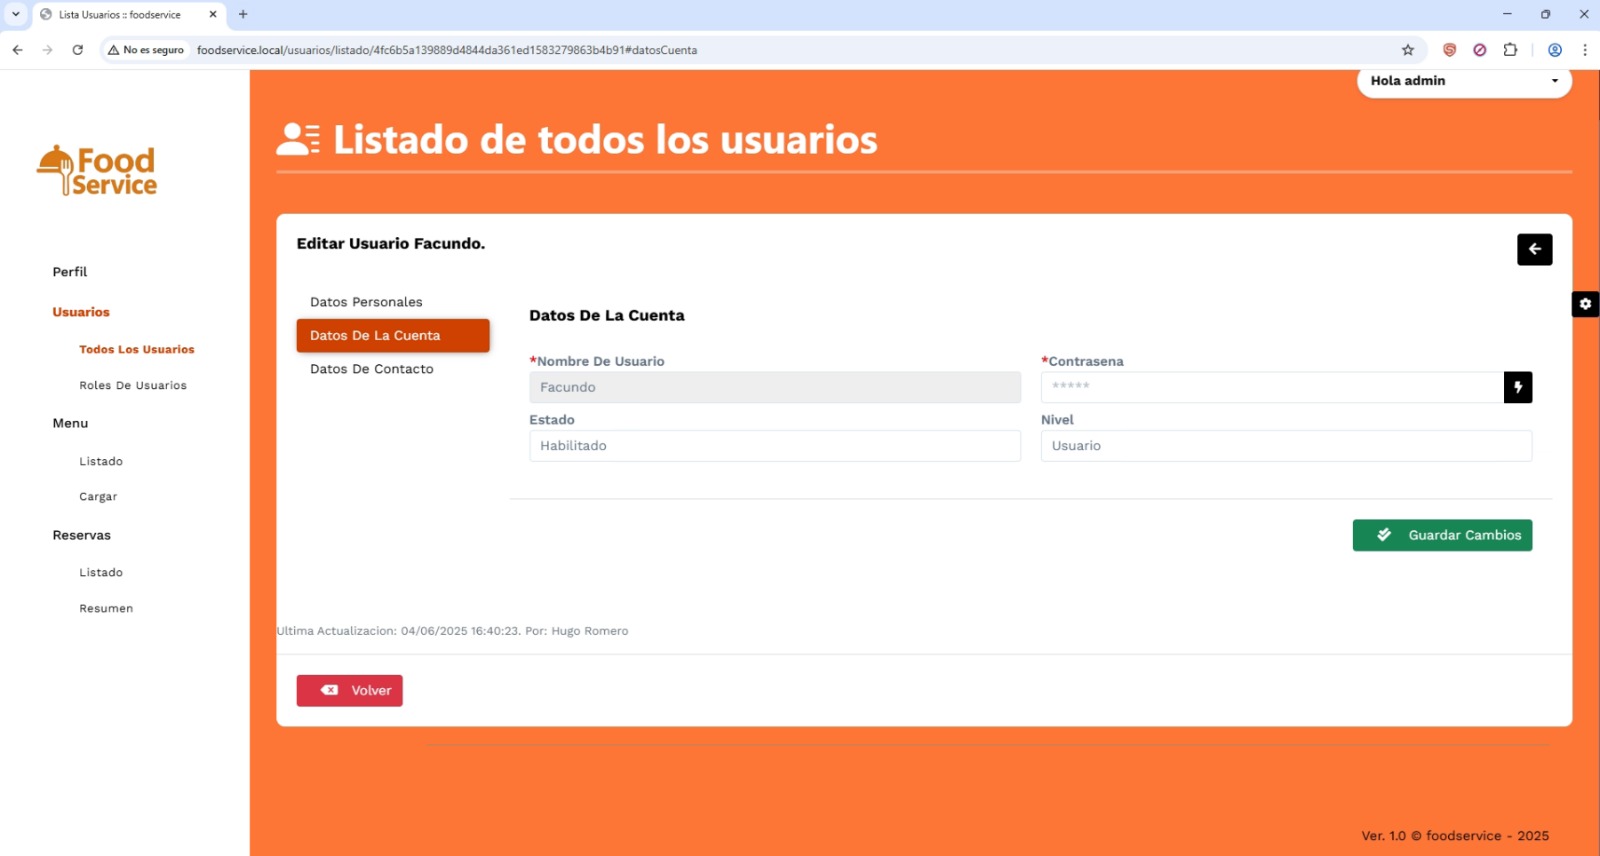 Lista Usuarios :: foodservice
No es seguro foodservice.local/usuarios/listado/4fc6b5a139889d4844da361ed1583279863b4b91#datosCuenta
Hola admin
Listado de todos los usuarios
Food
Service
Perfil
Usuarios
Todos Los Usuarios
Roles De Usuarios
Menu
Listado
Cargar
Reservas
Listado
Resumen
Editar Usuario Facundo.
Datos Personales
Datos De La Cuenta
Datos De Contacto
Datos De La Cuenta
*Nombre De Usuario
Facundo
*Contrasena
*****
Estado
Habilitado
Nivel
Usuario
Guardar Cambios
Ultima Actualizacion: 04/06/2025 16:40:23. Por: Hugo Romero
Volver
Ver. 1.0 © foodservice - 2025